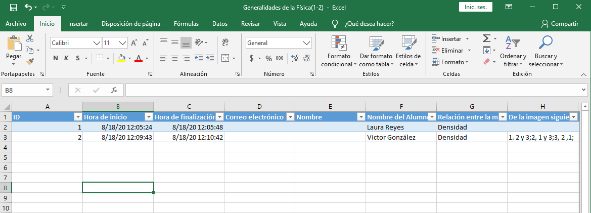 Generalidades de la Física(1-2) - Excel
Inic. ses.
Archivo Inicio Insertar Disposición de página Fórmulas Datos Revisar Vista Ayuda ¿Qué desea hacer? Compartir
Pegar
Calibri 11
N K S
General
$ % 000
Formato condicional
Dar formato como tabla
Estilos de celda
Insertar
Eliminar
Formato
Ordenar y filtrar
Buscar y seleccionar
Portapapeles Fuente Alineación Número Estilos Celdas Edición
B8 fx
A B C D E F G H
1 ID Hora de inicio Hora de finalización Correo electrónico Nombre Nombre del Alumn Relación entre la m De la imagen siguie
2 1 8/18/20 12:05:24 8/18/20 12:05:48 Laura Reyes Densidad
3 2 8/18/20 12:09:43 8/18/20 12:10:42 Victor González Densidad 1. 2 y 3;2, 1 y 3;3, 2 ,1;
4
5
6
7
8
9
10